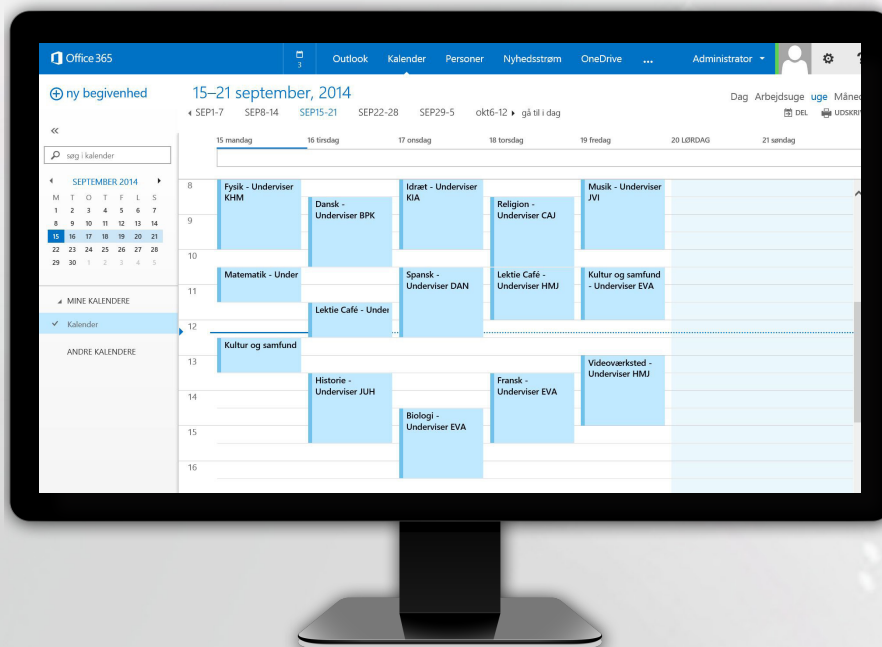 Office 365
3
Outlook Kalender Personer Nyhedsstrøm OneDrive ... Administrator
?
ny begivenhed
15–21 september, 2014
Dag Arbejdsuge uge Måned
SEP1-7 SEP8-14 SEP15-21 SEP22-28 SEP29-5 okt6-12 gå til i dag
DEL UDSKRIV
«
søg i kalender
SEPTEMBER 2014
M T O T F L S
1 2 3 4 5 6 7
8 9 10 11 12 13 14
15 16 17 18 19 20 21
22 23 24 25 26 27 28
29 30 1 2 3 4 5
MINE KALENDERE
Kalender
ANDRE KALENDERE
15 mandag 16 tirsdag 17 onsdag 18 torsdag 19 fredag 20 LØRDAG 21 søndag
8
9
10
11
12
13
14
15
16
Fysik - Underviser
KHM
Matematik - Under
Kultur og samfund
Dansk -
Underviser BPK
Lektie Café - Under
Historie -
Underviser JUH
Idræt - Underviser
KIA
Spansk -
Underviser DAN
Biologi -
Underviser EVA
Religion -
Underviser CAJ
Lektie Café -
Underviser HMJ
Fransk -
Underviser EVA
Musik - Underviser
JVI
Kultur og samfund
- Underviser EVA
Videoværksted -
Underviser HMJ